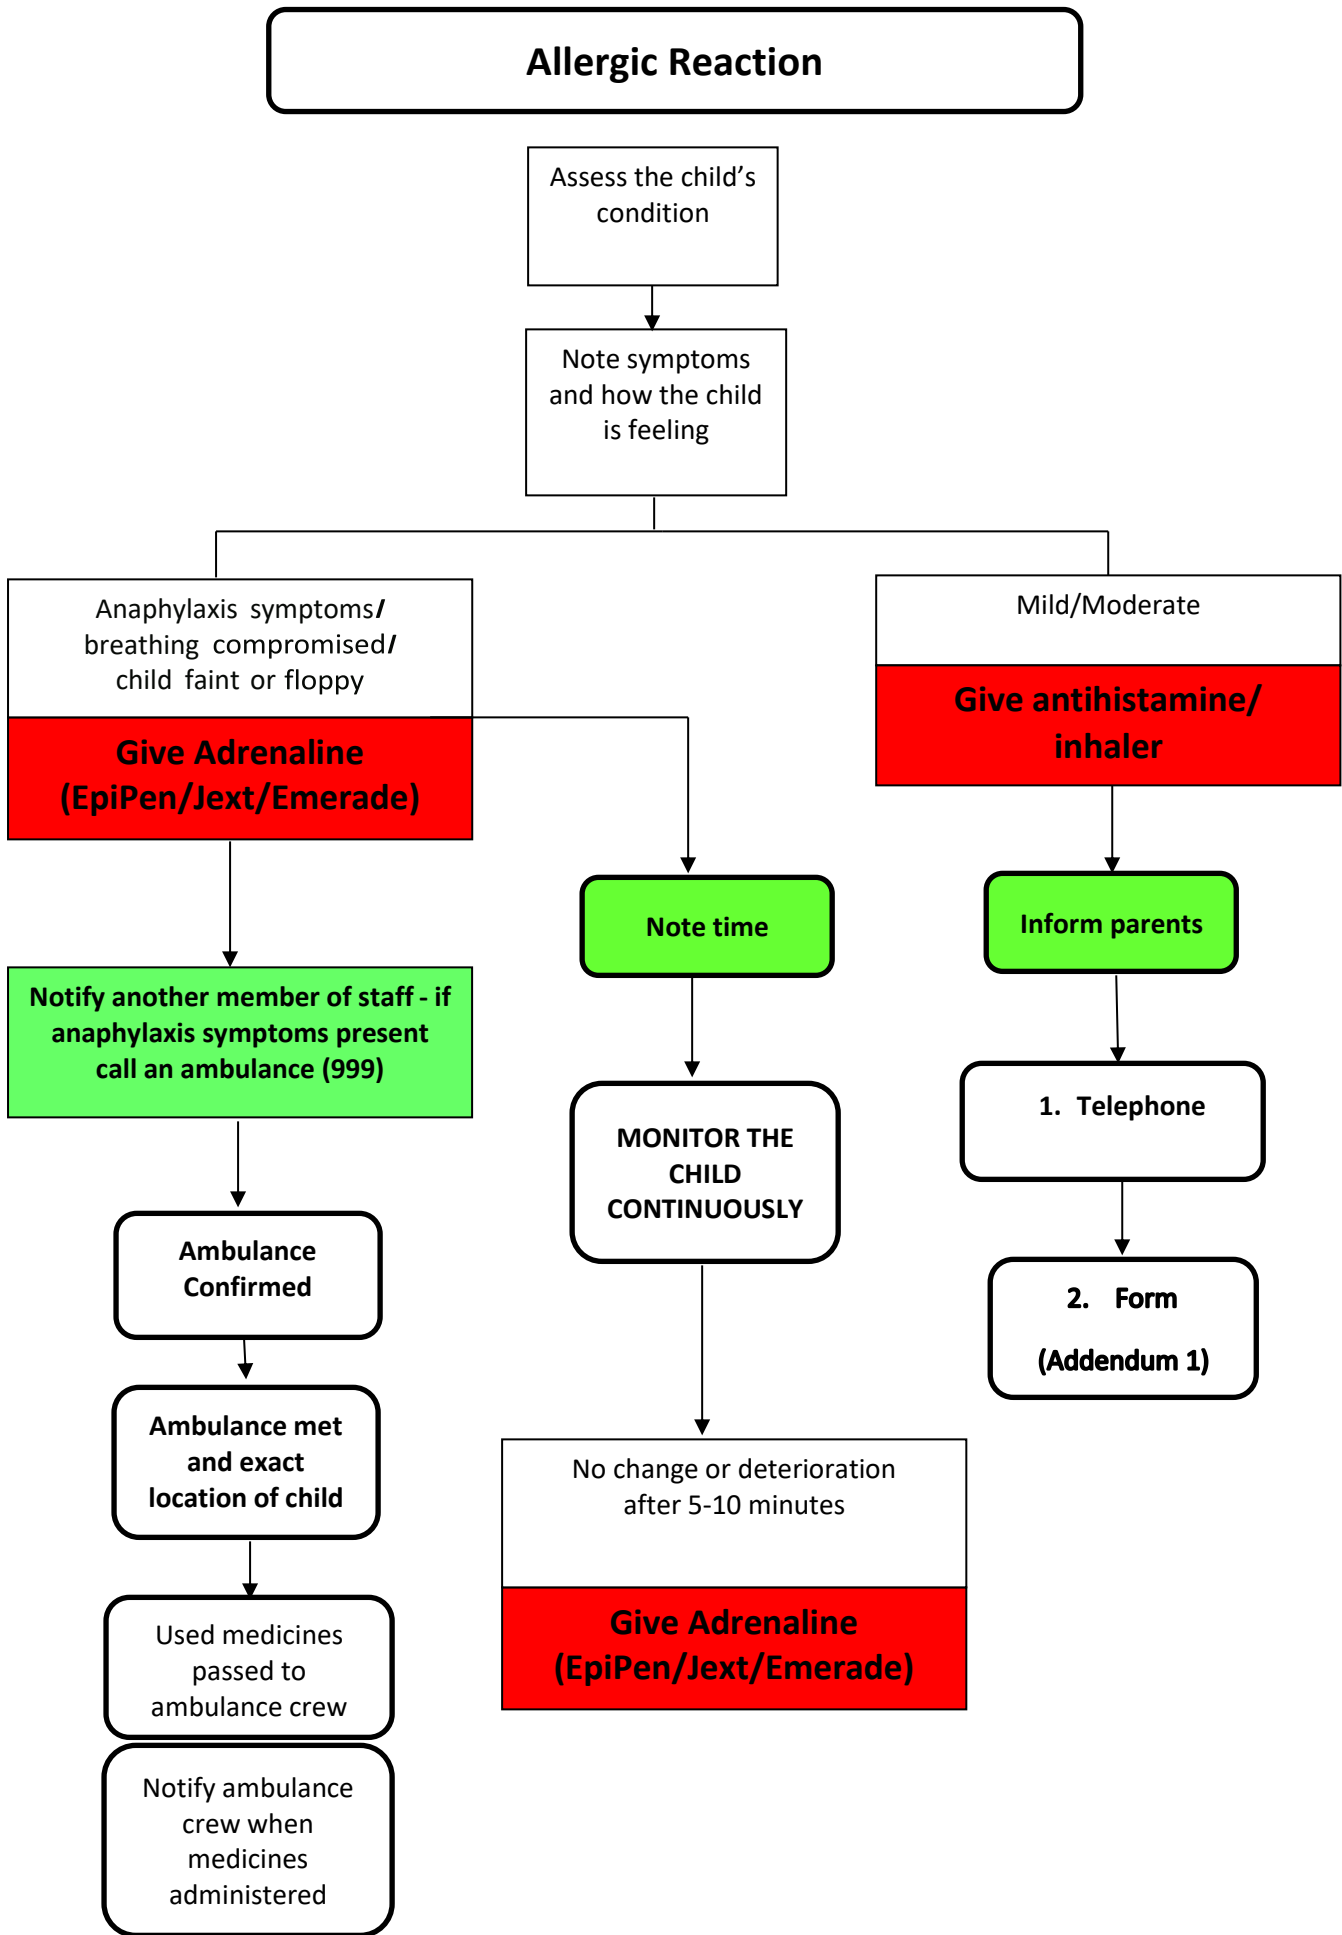 Allergic Reaction
Assess the child’s
condition
Note symptoms
and how the child
is feeling
Anaphylaxis symptoms/
breathing compromised/
child faint or floppy
Give Adrenaline
(EpiPen/Jext/Emerade)
Mild/Moderate
Give antihistamine/
inhaler
Note time
Inform parents
Notify another member of staff - if
anaphylaxis symptoms present
call an ambulance (999)
MONITOR THE
CHILD
CONTINUOUSLY
1. Telephone
Ambulance
Confirmed
2. Form
(Addendum 1)
Ambulance met
and exact
location of child
No change or deterioration
after 5-10 minutes
Give Adrenaline
(EpiPen/Jext/Emerade)
Used medicines
passed to
ambulance crew
Notify ambulance
crew when
medicines
administered